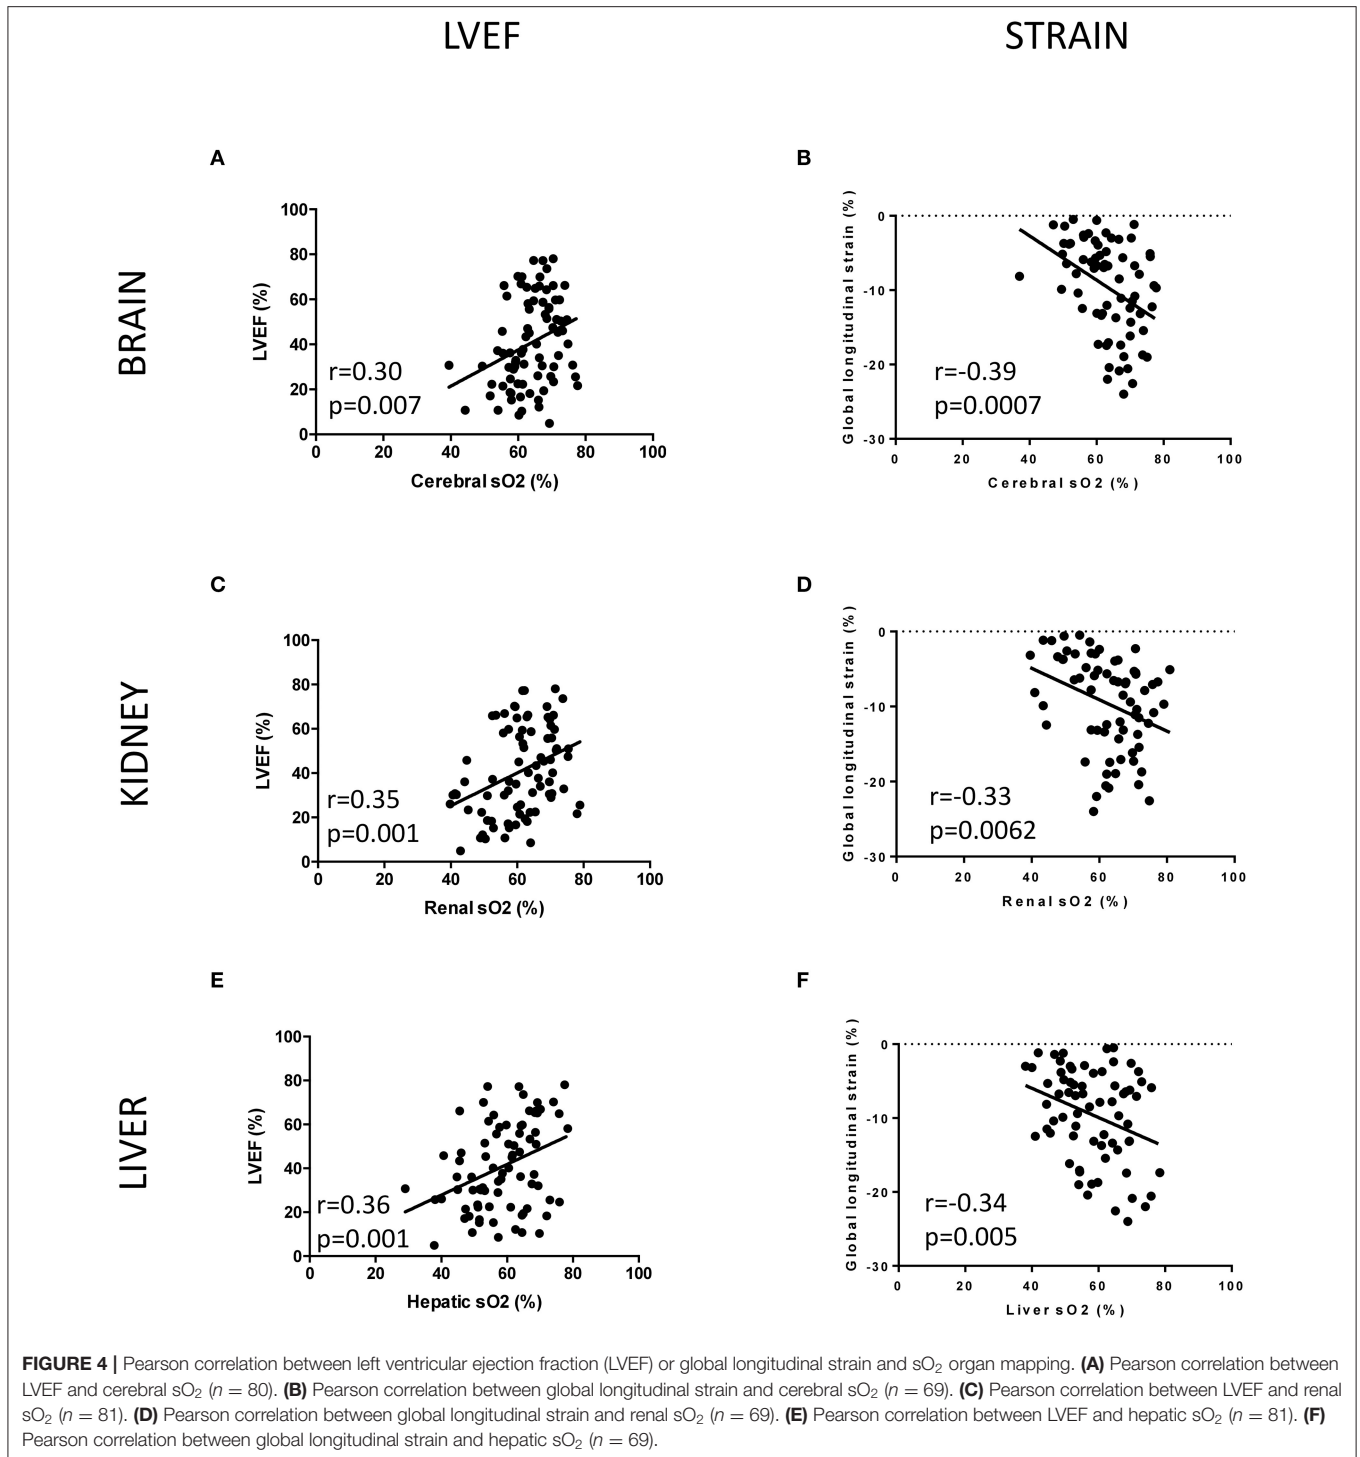 LVEF
STRAIN
BRAIN
A
100
80
60
40
20
0
LVEF (%)
r=0.30
p=0.007
0 20 40 60 80 100
Cerebral sO2 (%)
B
0
-10
-20
-30
Global longitudinal strain (%)
r=-0.39
p=0.0007
0 20 40 60 80 100
Cerebral sO2 (%)
KIDNEY
C
100
80
60
40
20
0
LVEF (%)
r=0.35
p=0.001
0 20 40 60 80 100
Renal sO2 (%)
D
0
-10
-20
-30
Global longitudinal strain (%)
r=-0.33
p=0.0062
0 20 40 60 80 100
Renal sO2 (%)
LIVER
E
100
80
60
40
20
0
LVEF (%)
r=0.36
p=0.001
0 20 40 60 80 100
Hepatic sO2 (%)
F
0
-10
-20
-30
Global longitudinal strain (%)
r=-0.34
p=0.005
0 20 40 60 80 100
Liver sO2 (%)
FIGURE 4 | Pearson correlation between left ventricular ejection fraction (LVEF) or global longitudinal strain and sO₂ organ mapping. (A) Pearson correlation between
LVEF and cerebral sO₂ (n = 80). (B) Pearson correlation between global longitudinal strain and cerebral sO₂ (n = 69). (C) Pearson correlation between LVEF and renal
sO₂ (n = 81). (D) Pearson correlation between global longitudinal strain and renal sO₂ (n = 69). (E) Pearson correlation between LVEF and hepatic sO₂ (n = 81). (F)
Pearson correlation between global longitudinal strain and hepatic sO₂ (n = 69).